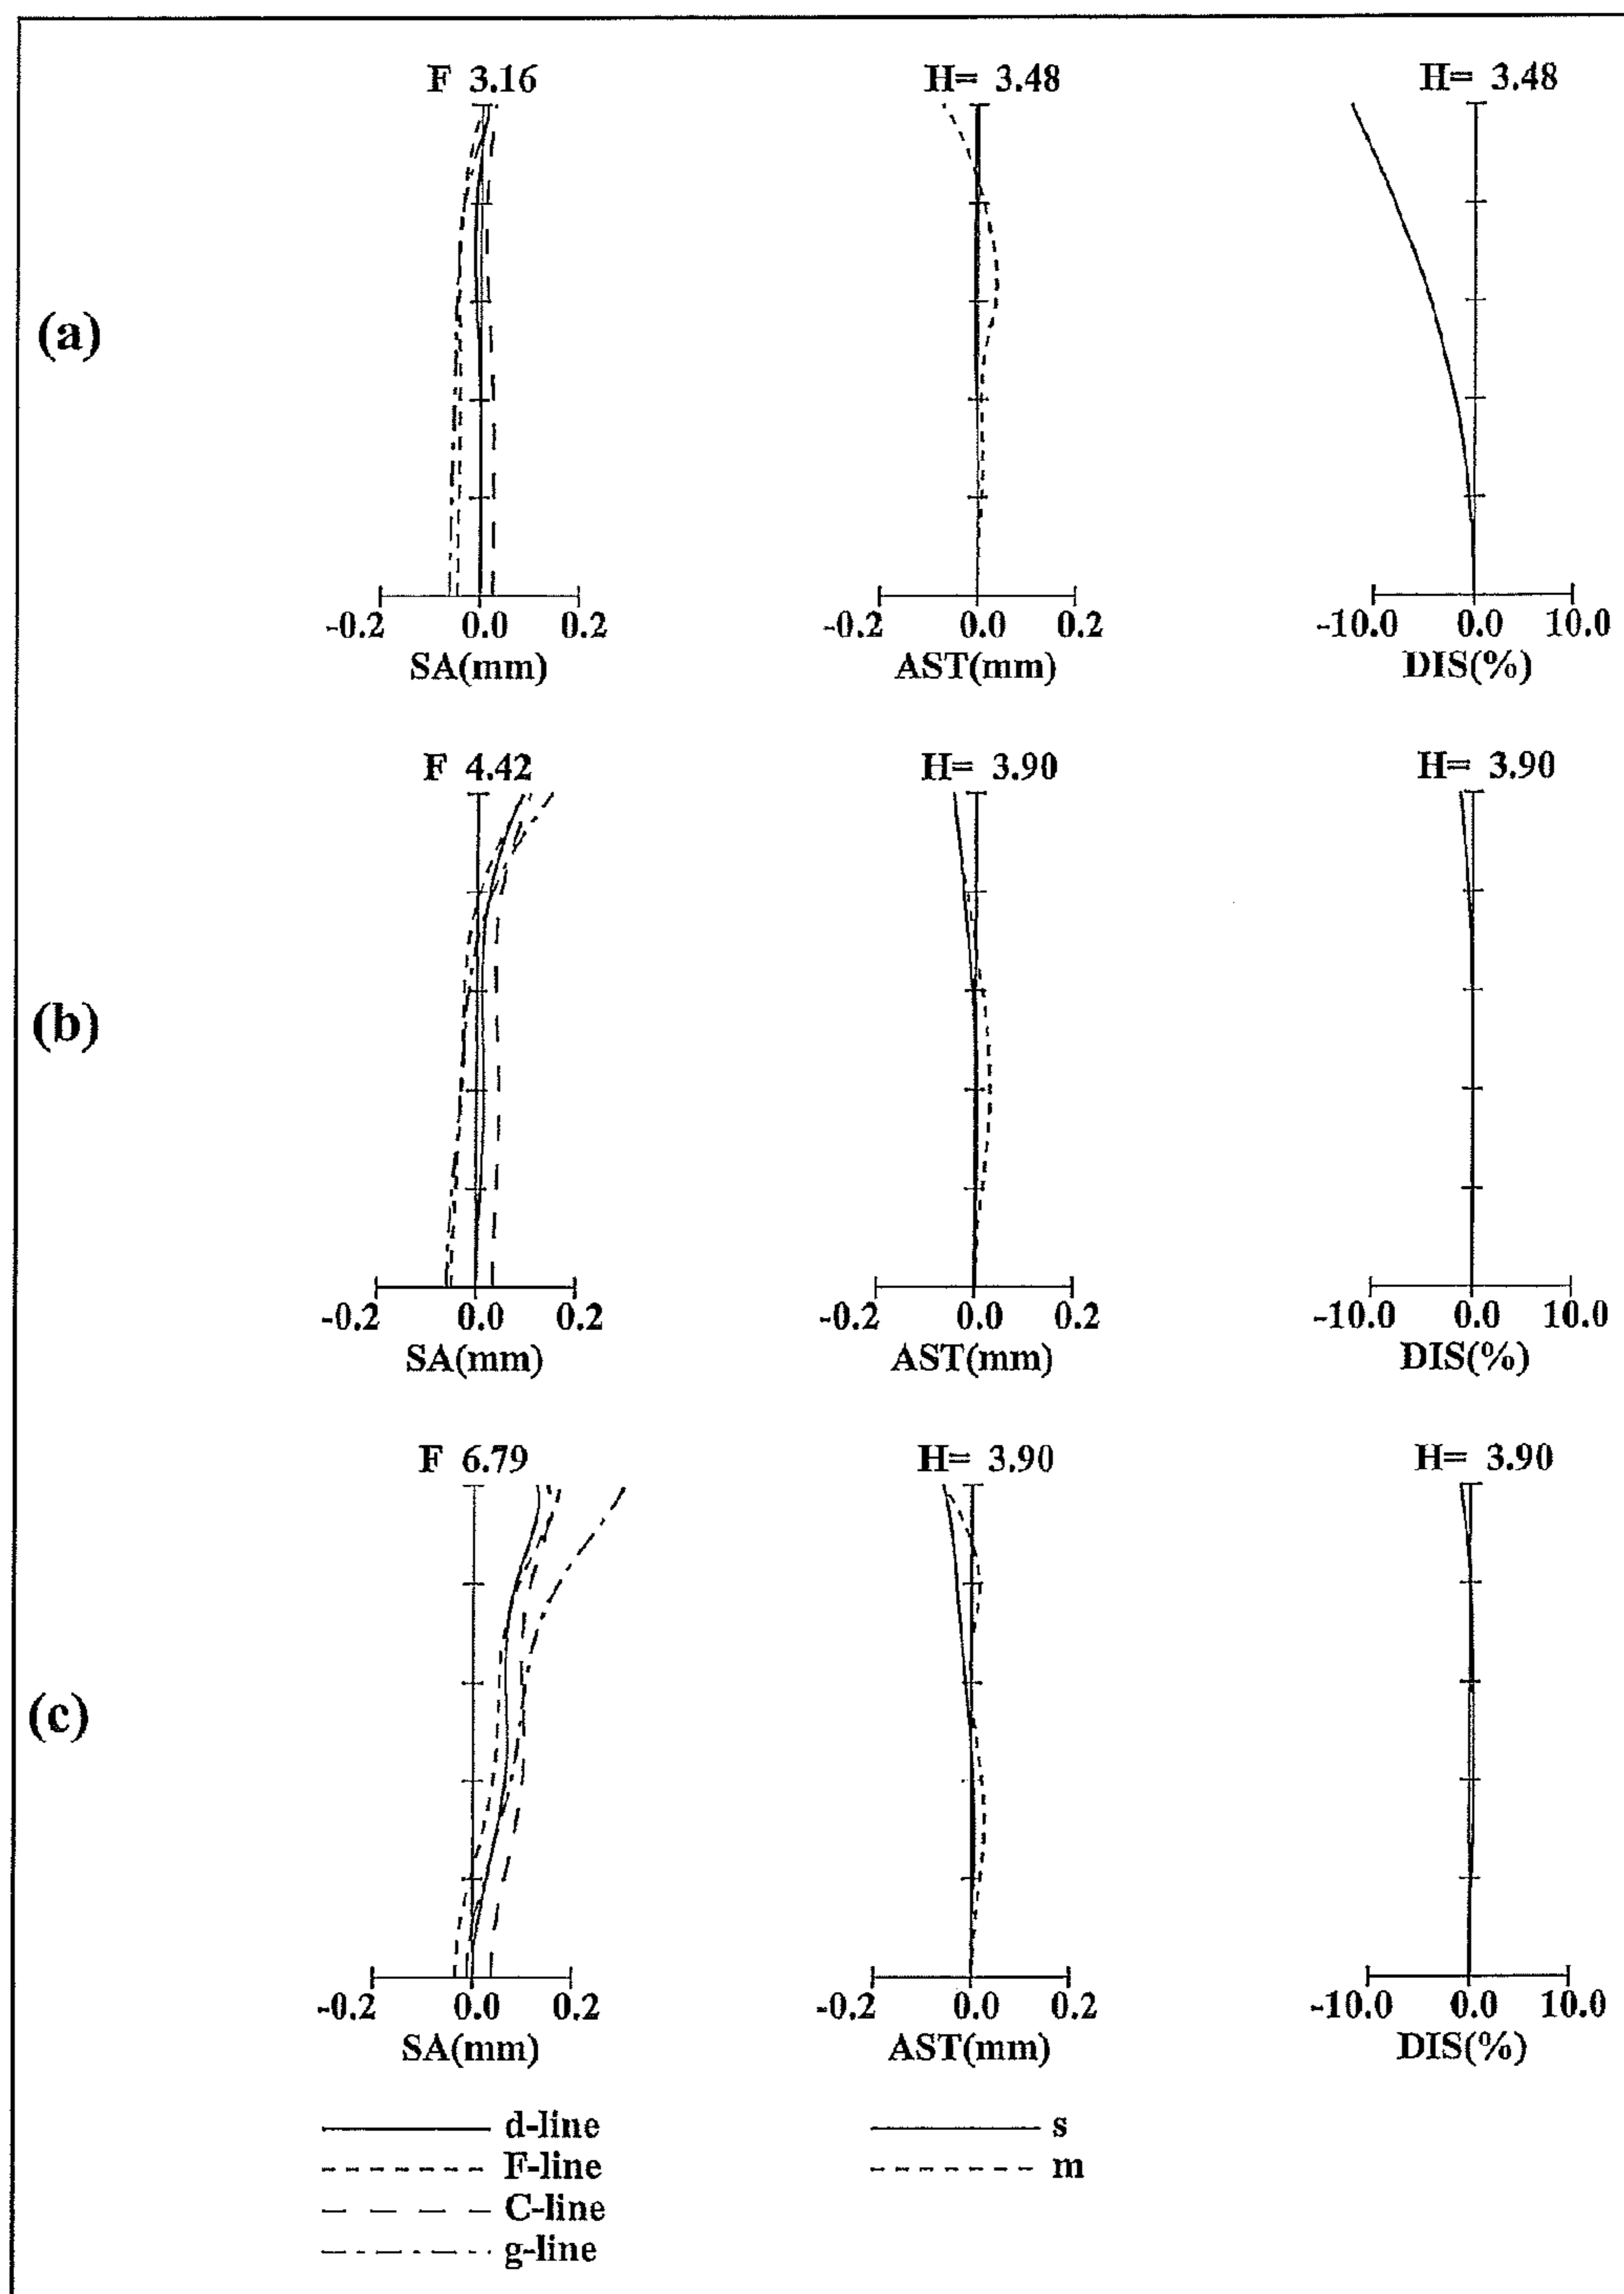 F 3.16 H= 3.48 H= 3.48
(a)
-0.2 0.0 0.2 -0.2 0.0 0.2 -10.0 0.0 10.0
SA(mm) AST(mm) DIS(%)
F 4.42 H= 3.90 H= 3.90
(b)
-0.2 0.0 0.2 -0.2 0.0 0.2 -10.0 0.0 10.0
SA(mm) AST(mm) DIS(%)
F 6.79 H= 3.90 H= 3.90
(c)
-0.2 0.0 0.2 -0.2 0.0 0.2 -10.0 0.0 10.0
SA(mm) AST(mm) DIS(%)
d-line s
F-line m
C-line
g-line